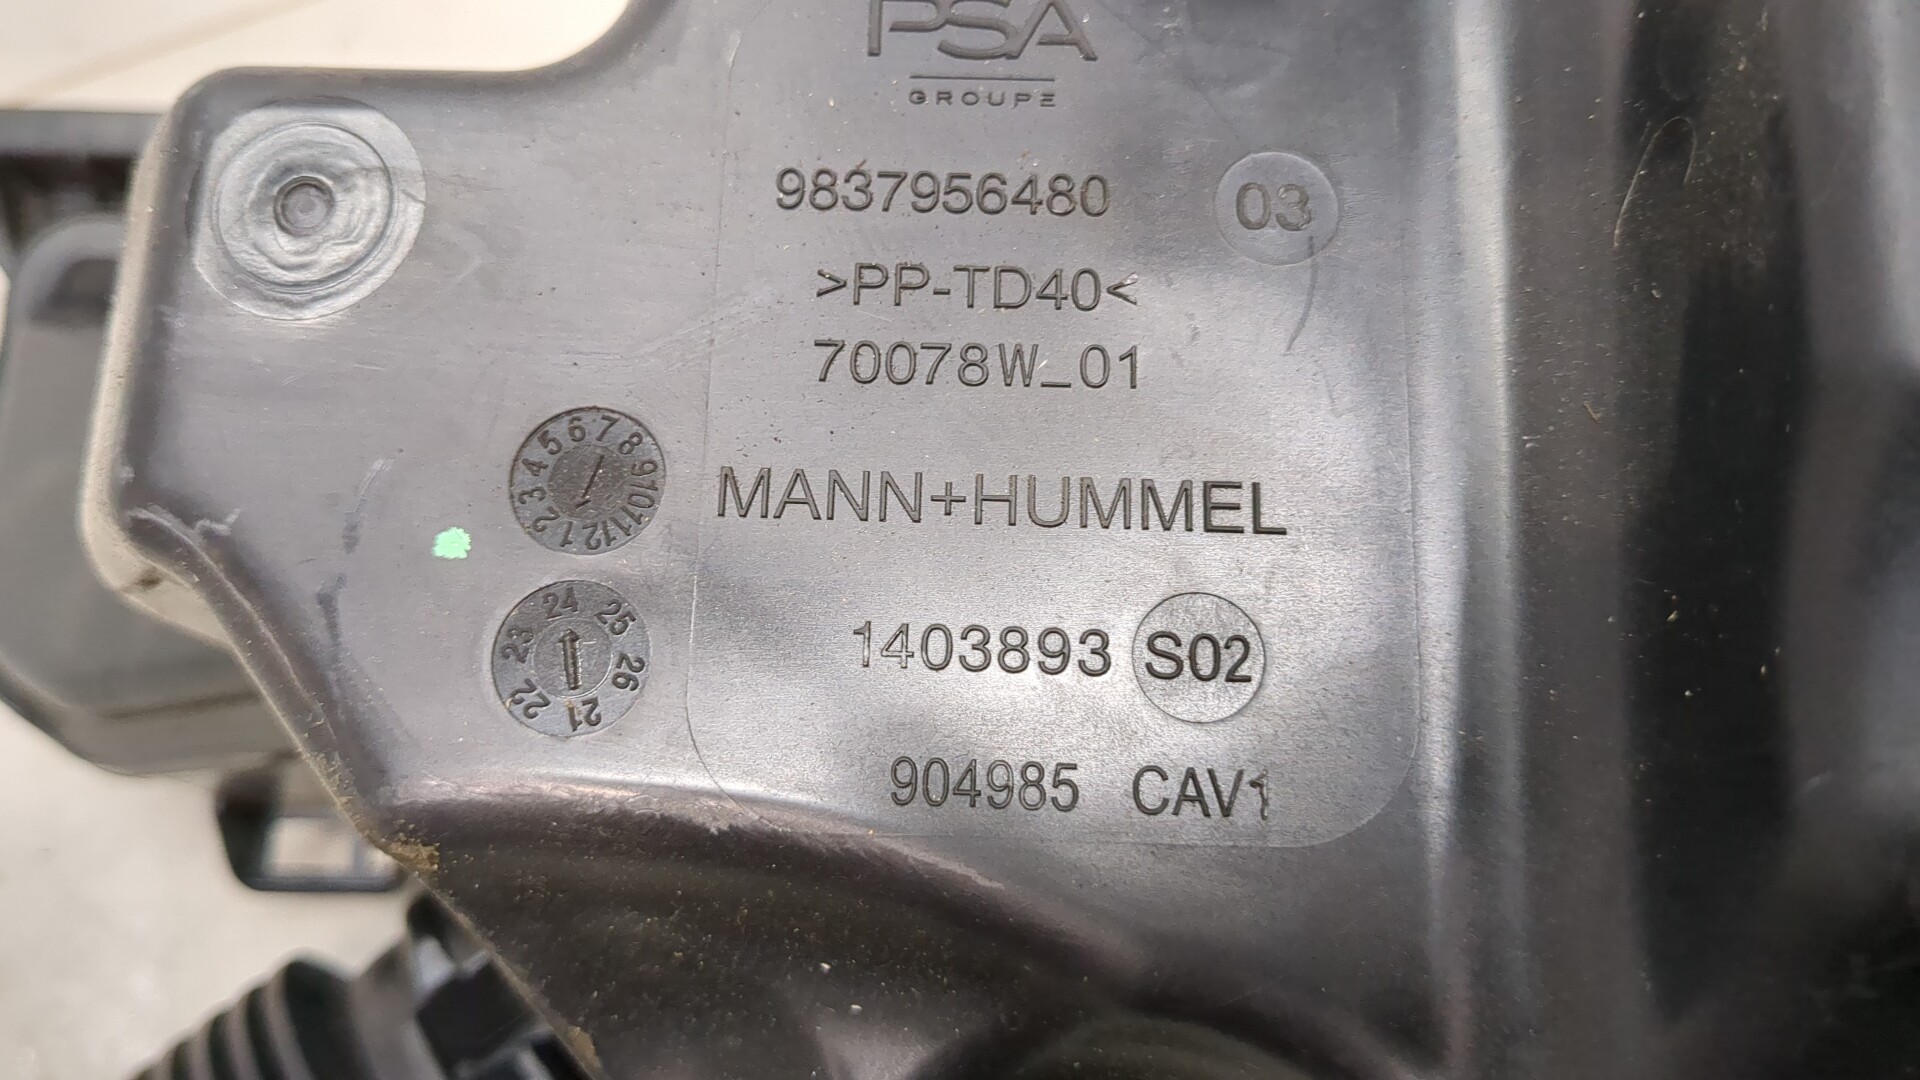 PSA
GROUPE
9837956480 03
>PP-TD40<
70078W_01
1 2 3 4 5 6 7 8 9 10 11 12
MANN+HUMMEL
21 22 23 24 25 26
1403893 S02
904985 CAV1